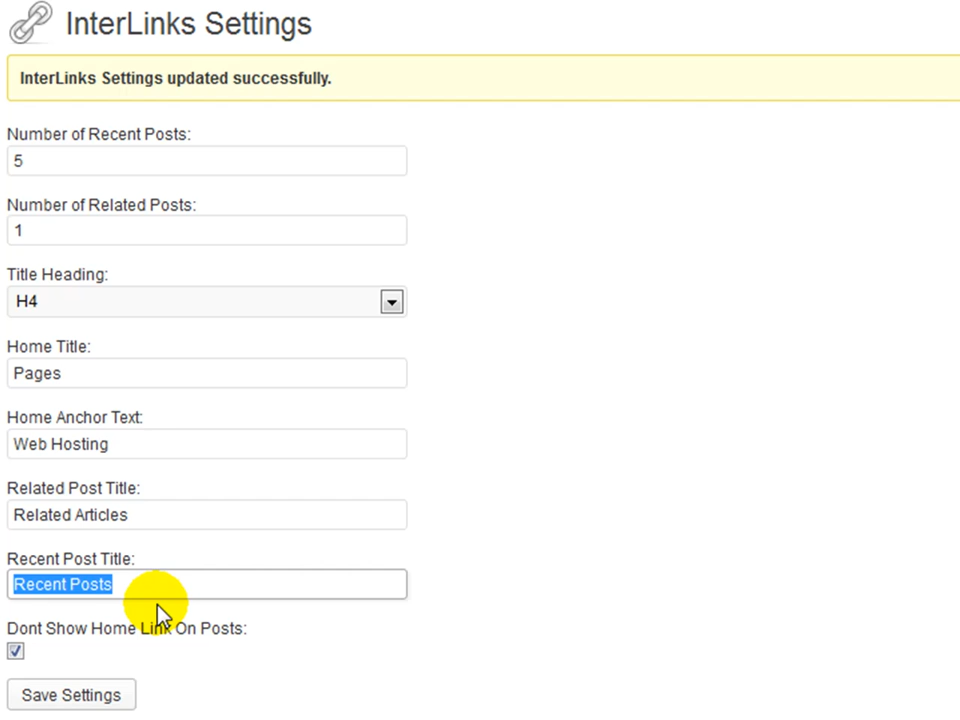 InterLinks Settings
InterLinks Settings updated successfully.
Number of Recent Posts:
5
Number of Related Posts:
1
Title Heading:
H4
Home Title:
Pages
Home Anchor Text:
Web Hosting
Related Post Title:
Related Articles
Recent Post Title:
Recent Posts
Dont Show Home Link On Posts:
Save Settings